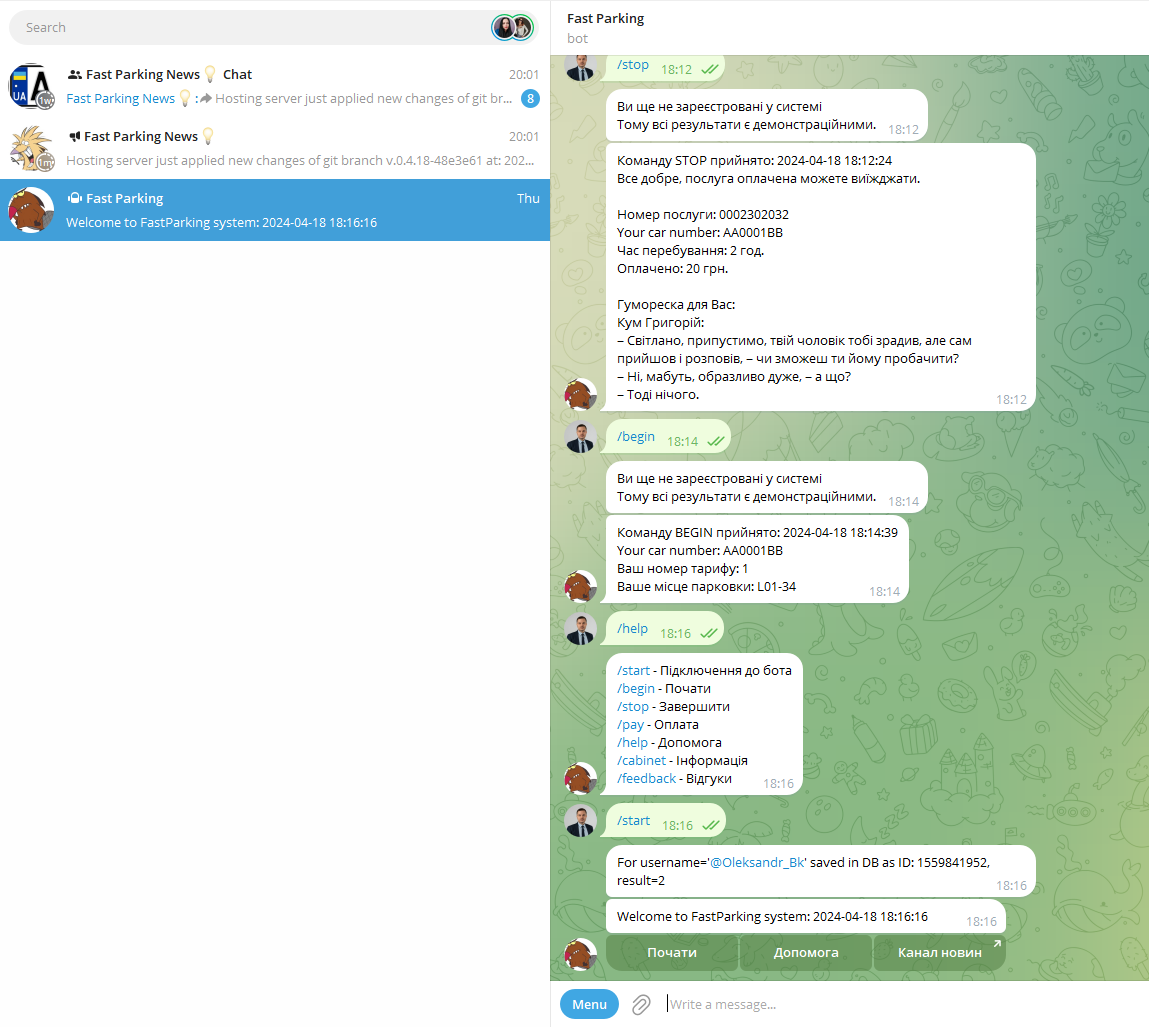 Search
Fast Parking News 💡 Chat
20:01
Fast Parking News 💡 : Hosting server just applied new changes of git br...
8
UA
A
1w
Fast Parking News 💡
20:01
Hosting server just applied new changes of git branch v.0.4.18-48e3e61 at: 202...
1m
Fast Parking
Thu
Welcome to FastParking system: 2024-04-18 18:16:16
Fast Parking
bot
/stop 18:12
Ви ще не зареєстровані у системі
Тому всі результати є демонстраційними. 18:12
Команду STOP прийнято: 2024-04-18 18:12:24
Все добре, послуга оплачена можете виїжджати.
Номер послуги: 0002302032
Your car number: AA0001BB
Час перебування: 2 год.
Оплачено: 20 грн.
Гумореска для Вас:
Кум Григорій:
– Світлано, припустимо, твій чоловік тобі зрадив, але сам
прийшов і розповів, – чи зможеш ти йому пробачити?
– Ні, мабуть, образливо дуже, – а що?
– Тоді нічого. 18:12
/begin 18:14
Ви ще не зареєстровані у системі
Тому всі результати є демонстраційними. 18:14
Команду BEGIN прийнято: 2024-04-18 18:14:39
Your car number: AA0001BB
Ваш номер тарифу: 1
Ваше місце парковки: L01-34 18:14
/help 18:16
/start - Підключення до бота
/begin - Почати
/stop - Завершити
/pay - Оплата
/help - Допомога
/cabinet - Інформація
/feedback - Відгуки 18:16
/start 18:16
For username='@Oleksandr_Bk' saved in DB as ID: 1559841952,
result=2 18:16
Welcome to FastParking system: 2024-04-18 18:16:16 18:16
Почати Допомога Канал новин
Menu Write a message...